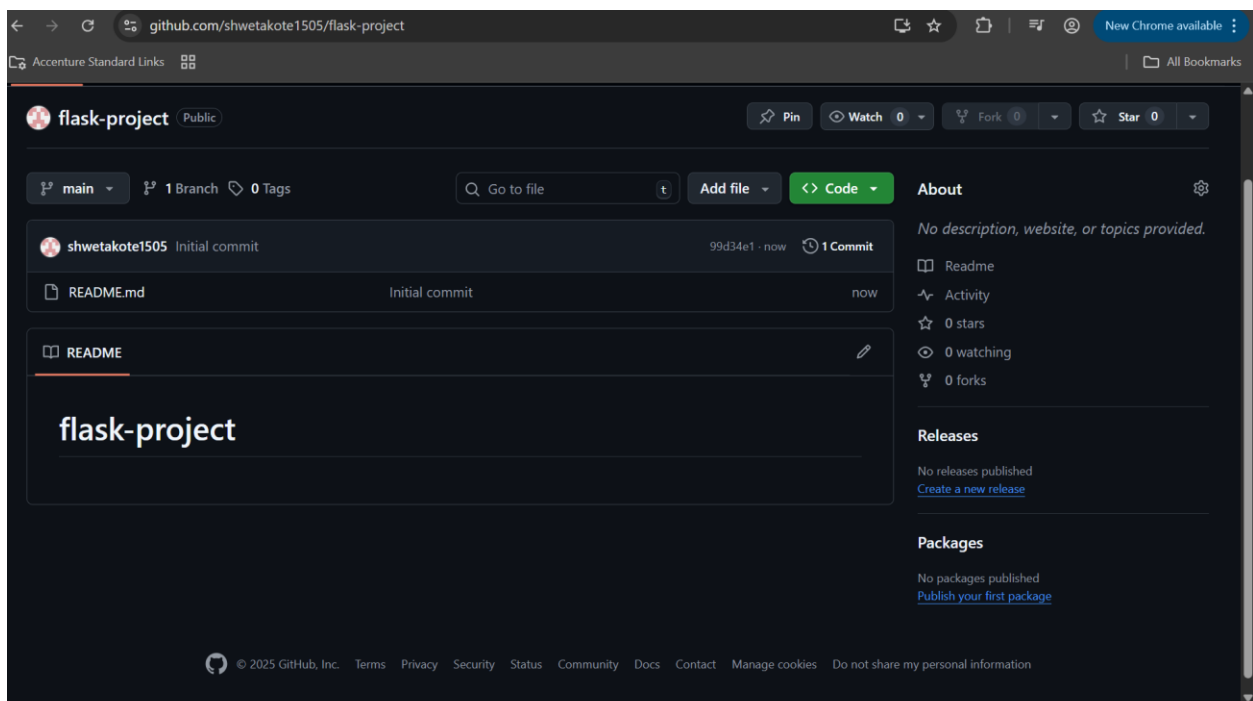 github.com/shwetakote1505/flask-project
New Chrome available
Accenture Standard Links
All Bookmarks
flask-project Public
Pin
Watch 0
Fork 0
Star 0
main
1 Branch
0 Tags
Go to file
t
Add file
Code
shwetakote1505 Initial commit
99d34e1 · now
1 Commit
README.md
Initial commit
now
README
flask-project
About
No description, website, or topics provided.
Readme
Activity
0 stars
0 watching
0 forks
Releases
No releases published
Create a new release
Packages
No packages published
Publish your first package
© 2025 GitHub, Inc. Terms Privacy Security Status Community Docs Contact Manage cookies Do not share my personal information